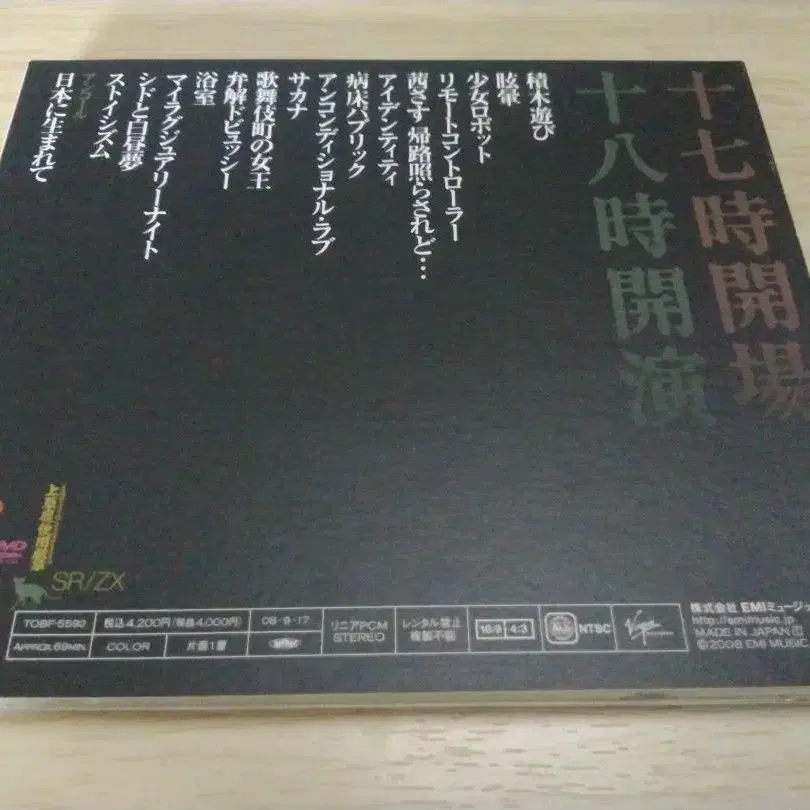 十七時開場
十八時開演
積木遊び
眩暈
少女ロボット
リモートコントローラー
茜さす 帰路照らされど…
アイデンティティ
病床パブリック
アンコンディショナル・ラブ
サカナ
歌舞伎町の女王
弁解ドビュッシー
浴室
マイラグジュアリーナイト
シドと白昼夢
ストイシズム
アンコール
日本に生まれて
SR/ZX
TOBF-5592
税込4,200円(税抜4,000円)
08・9・17
リニアPCM
STEREO
レンタル禁止
複製不能
16:9
4:3
NTSC
Virgin
APPROX.69MIN.
COLOR
片面1層
株式会社 EMIミュージ
http://emimusic.jp
MADE IN JAPAN
©2008 EMI MUSIC